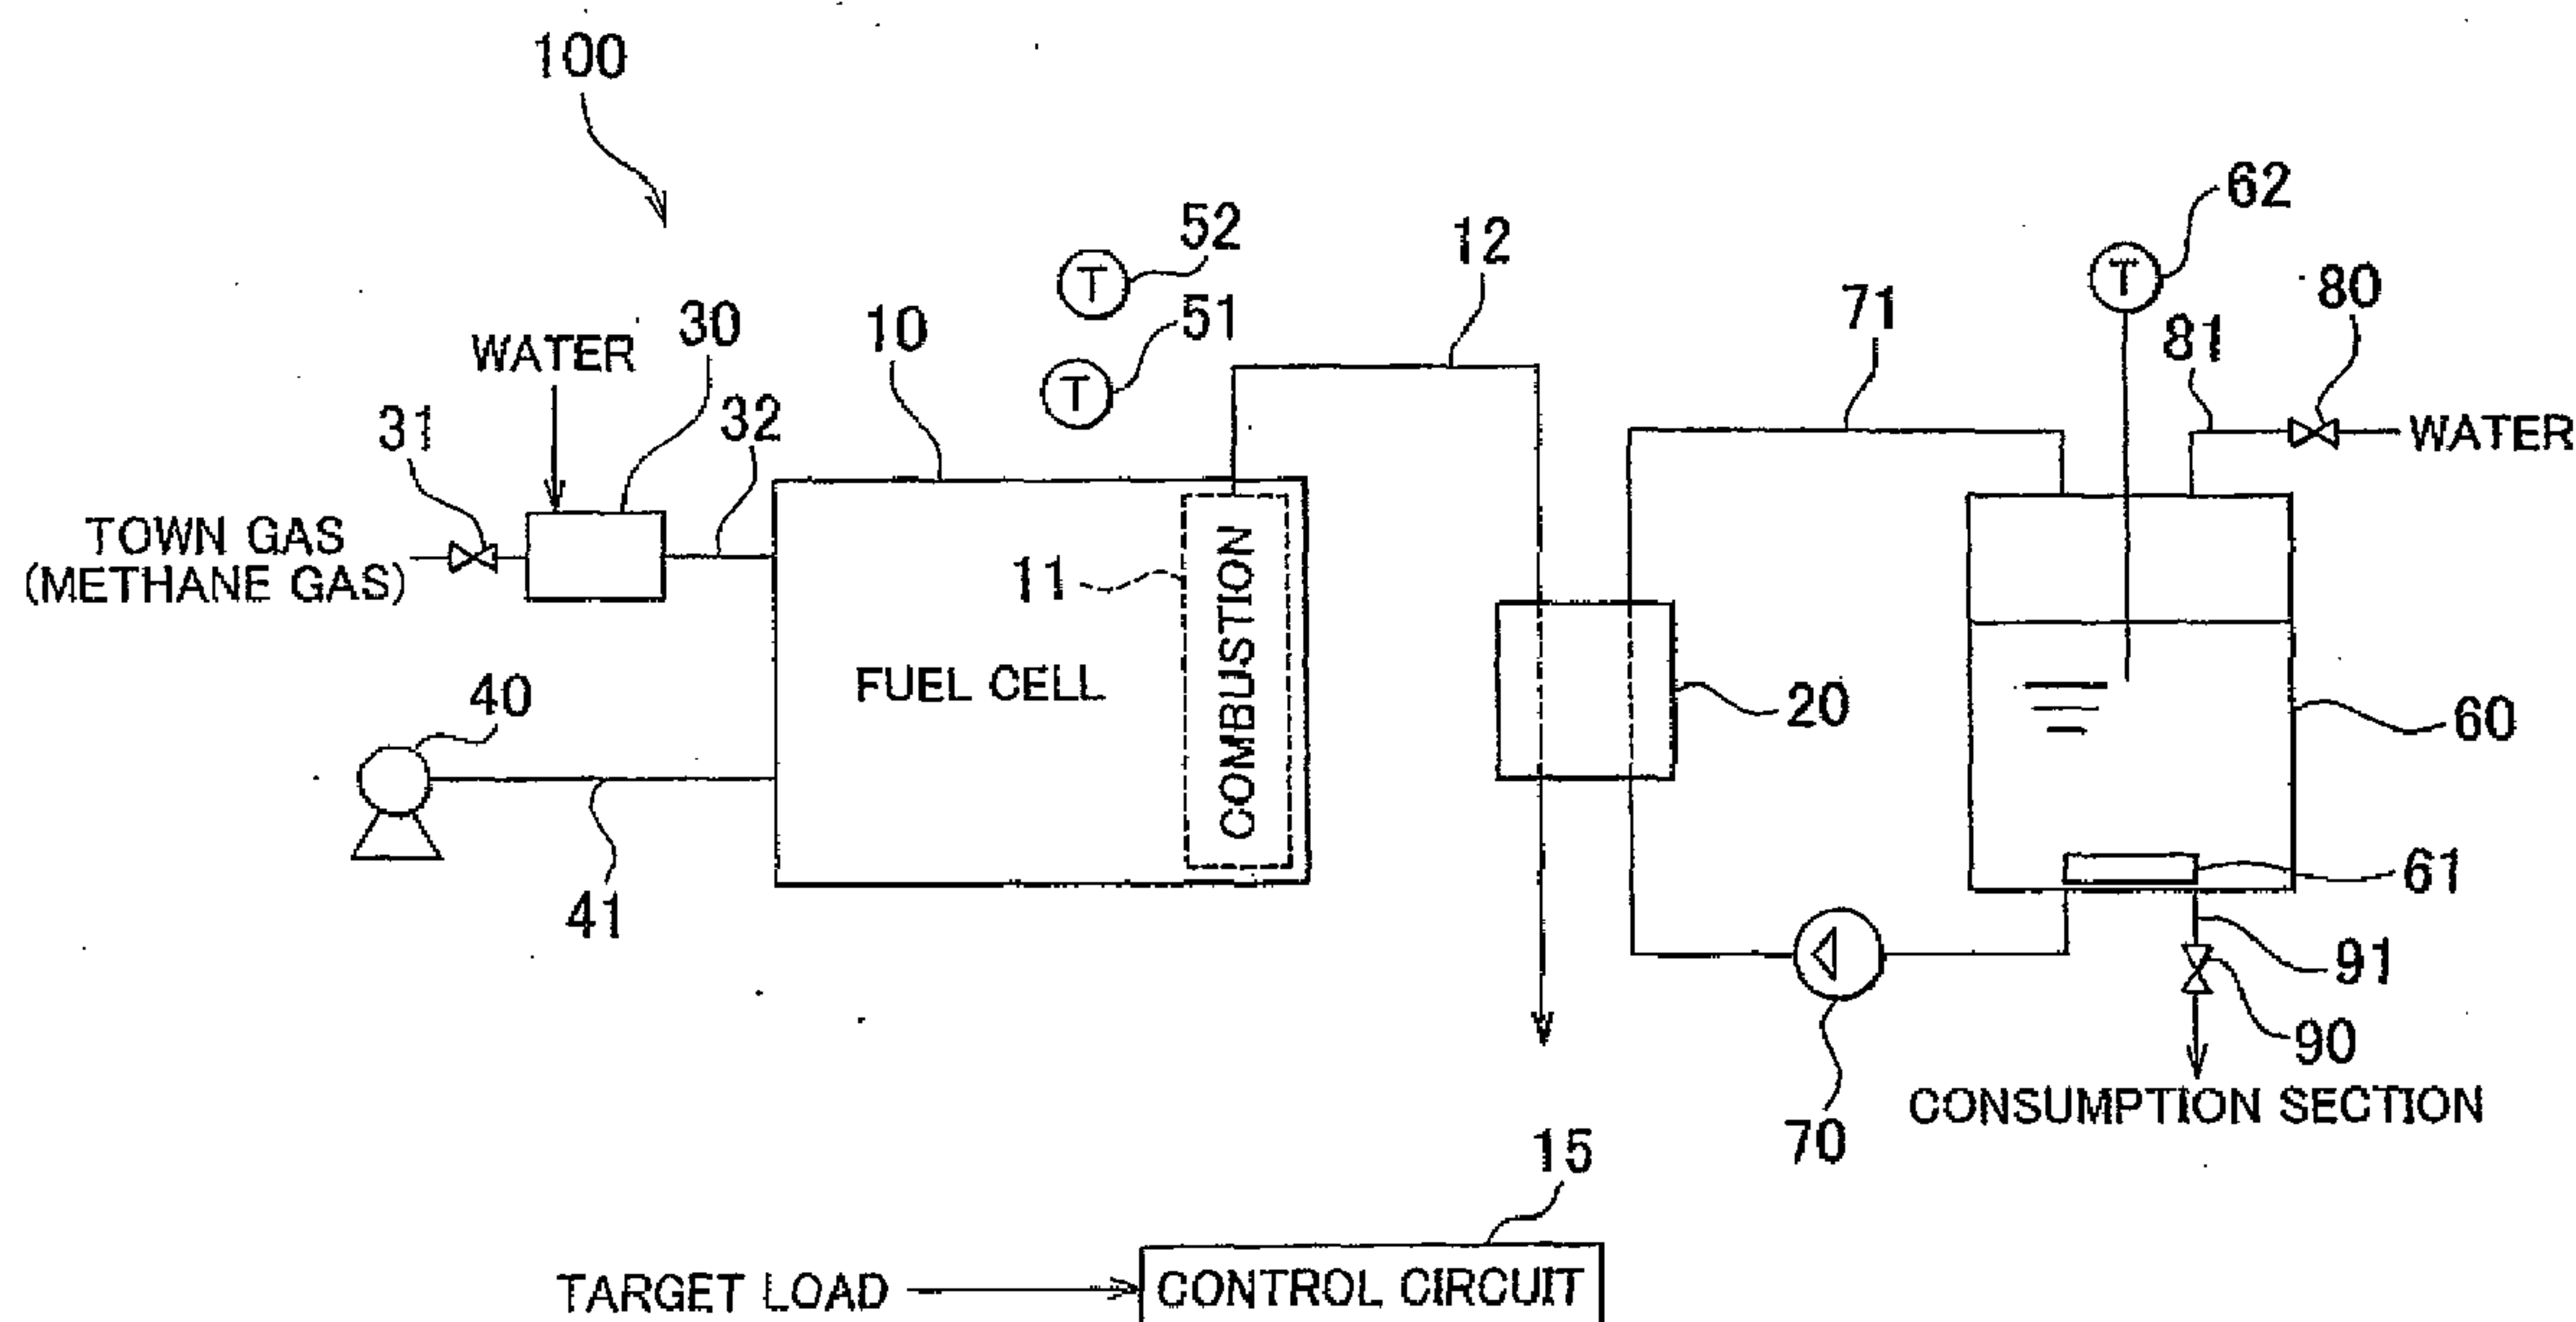 100
52
12
62
80
51
71
81
WATER
30
10
31
32
WATER
TOWN GAS
(METHANE GAS)
11
COMBUSTION
FUEL CELL
40
20
60
41
61
91
90
70
CONSUMPTION SECTION
15
TARGET LOAD
CONTROL CIRCUIT
T
T
T